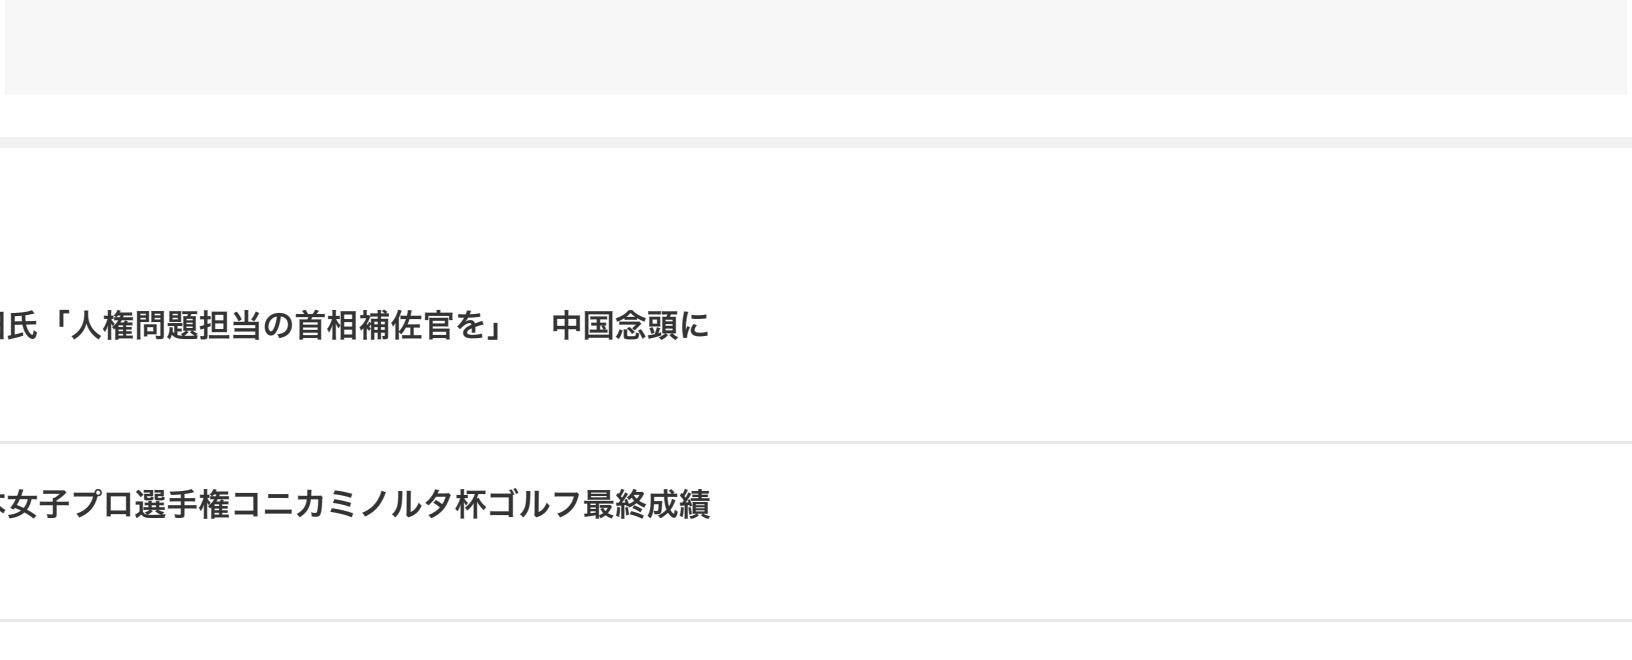 氏「人権問題担当の首相補佐官を」　中国念頭に
女子プロ選手権コニカミノルタ杯ゴルフ最終成績